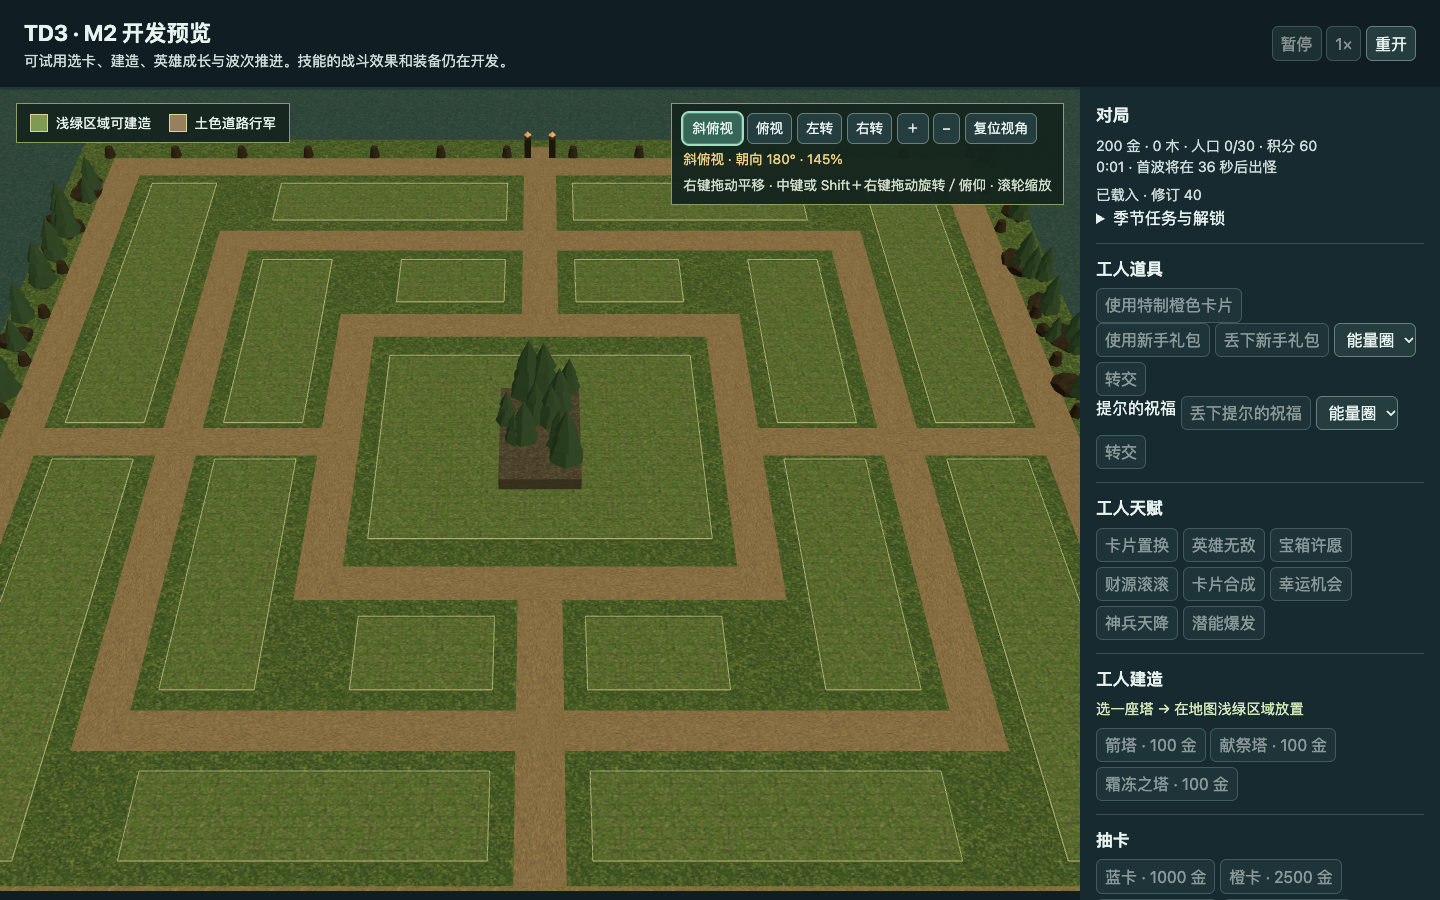 TD3 · M2 开发预览
可试用选卡、建造、英雄成长与波次推进。技能的战斗效果和装备仍在开发。
暂停 1× 重开
浅绿区域可建造 土色道路行军
斜俯视 俯视 左转 右转 + − 复位视角
斜俯视 · 朝向 180° · 145%
右键拖动平移 · 中键或 Shift+右键拖动旋转 / 俯仰 · 滚轮缩放
对局
200 金 · 0 木 · 人口 0/30 · 积分 60
0:01 · 首波将在 36 秒后出怪
已载入 · 修订 40
季节任务与解锁
工人道具
使用特制橙色卡片
使用新手礼包 丢下新手礼包 能量圈
转交
提尔的祝福 丢下提尔的祝福 能量圈
转交
工人天赋
卡片置换 英雄无敌 宝箱许愿
财源滚滚 卡片合成 幸运机会
神兵天降 潜能爆发
工人建造
选一座塔 → 在地图浅绿区域放置
箭塔 · 100 金 献祭塔 · 100 金
霜冻之塔 · 100 金
抽卡
蓝卡 · 1000 金 橙卡 · 2500 金